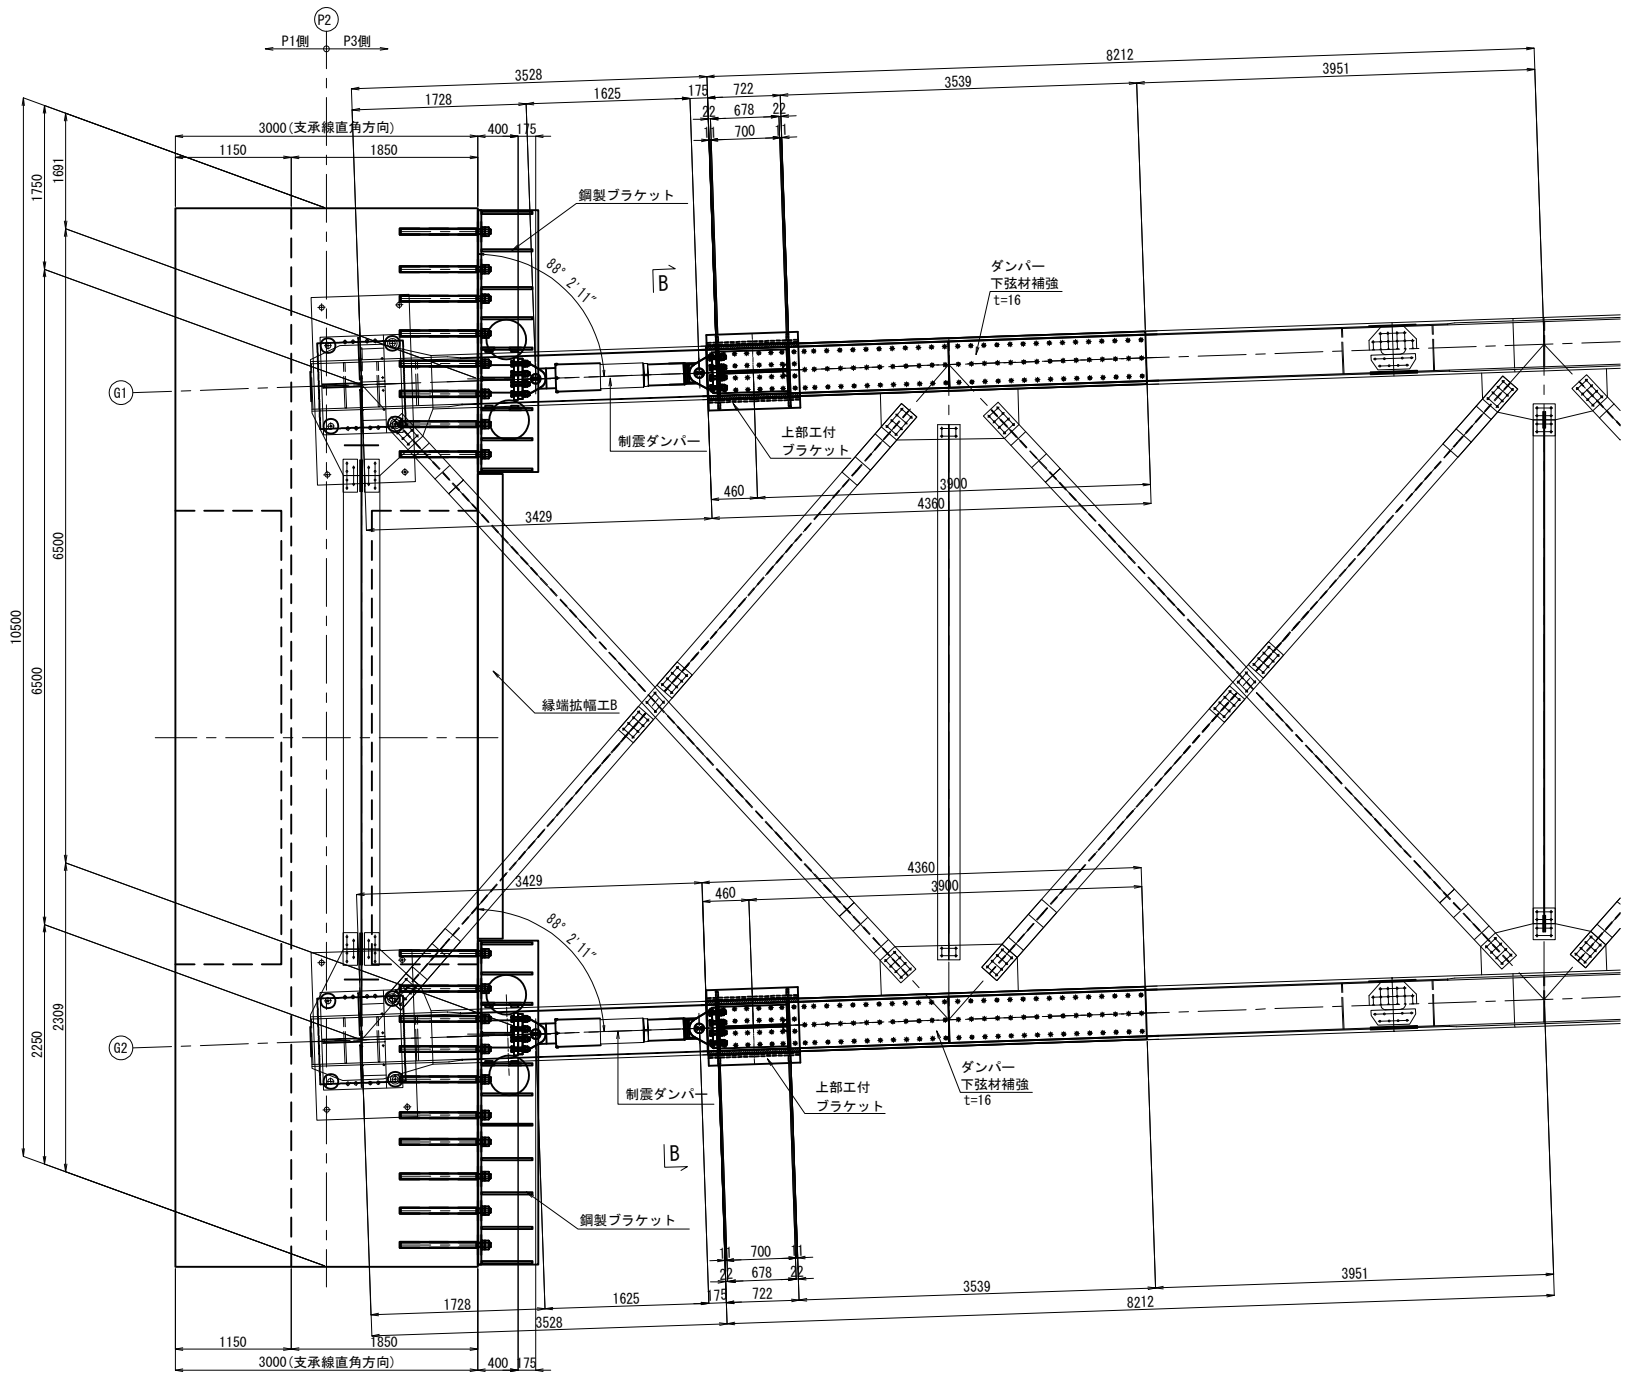 P2
P1側
P3側
8212
3528
3539
3951
1728
1625
175
722
22
678
22
11
700
11
3000(支承線直角方向)
400
175
1150
1850
1691
1750
鋼製ブラケット
88° 2'11"
B
ダンパー
下弦材補強
t=16
G1
制震ダンパー
上部工付
ブラケット
460
3900
3429
4360
6500
10500
6500
縁端拡幅工B
4360
3429
460
3900
88° 2'11"
2250
2309
G2
制震ダンパー
上部工付
ブラケット
ダンパー
下弦材補強
t=16
B
鋼製ブラケット
11
700
11
22
678
22
3951
3539
175
722
1728
1625
8212
3528
1150
1850
3000(支承線直角方向)
400
175